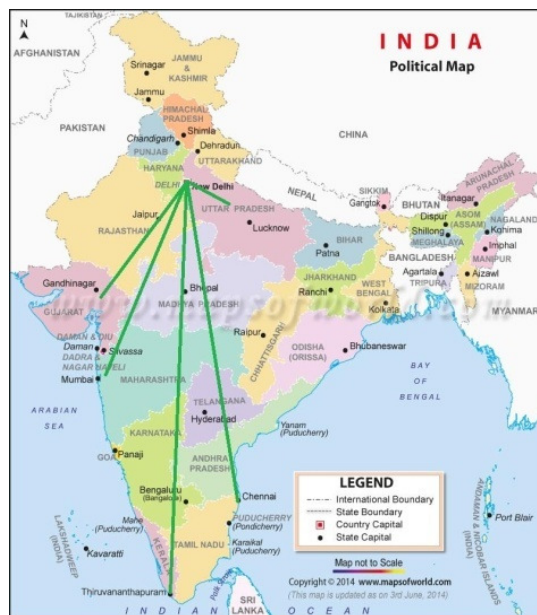 TAJIKISTAN
N
AFGHANISTAN
INDIA
Political Map
JAMMU
&
KASHMIR
Srinagar
Jammu
HIMACHAL
PRADESH
Shimla
PAKISTAN
Chandigarh
PUNJAB
Dehradun
UTTARAKHAND
CHINA
HARYANA
DELHI
New Delhi
NEPAL
SIKKIM
Gangtok
BHUTAN
ARUNACHAL
PRADESH
Itanagar
Jaipur
RAJASTHAN
UTTAR PRADESH
Lucknow
Dispur
ASOM
(ASSAM)
NAGALAND
Kohima
Shillong
MEGHALAYA
BIHAR
Patna
Imphal
MANIPUR
BANGLADESH
Gandhinagar
GUJARAT
Bhopal
MADHYA PRADESH
JHARKHAND
Ranchi
WEST
BENGAL
Kolkata
Agartala
TRIPURA
Aizawl
MIZORAM
MYANMAR
Raipur
CHHATTISGARH
DAMAN & DIU
Daman
Silvassa
DADRA &
NAGAR HAVELI
ODISHA
(ORISSA)
Bhubaneswar
Mumbai
MAHARASHTRA
ARABIAN
SEA
TELANGANA
Hyderabad
BAY
OF
BENGAL
Yanam
(Puducherry)
KARNATAKA
GOA
Panaji
ANDHRA
PRADESH
Bengaluru
(Bangalore)
Chennai
PUDUCHERRY
(Pondicherry)
Mahe
(Puducherry)
Karaikal
(Puducherry)
KERALA
TAMIL NADU
LAKSHADWEEP
(INDIA)
Kavaratti
Thiruvananthapuram
Palk Strait
SRI
LANKA
INDIAN OCEAN
ANDAMAN & NICOBAR ISLANDS
(INDIA)
Port Blair
LEGEND
International Boundary
State Boundary
Country Capital
State Capital
Map not to Scale
Copyright © 2014 www.mapsofworld.com
(This map is updated as on 3rd June, 2014)